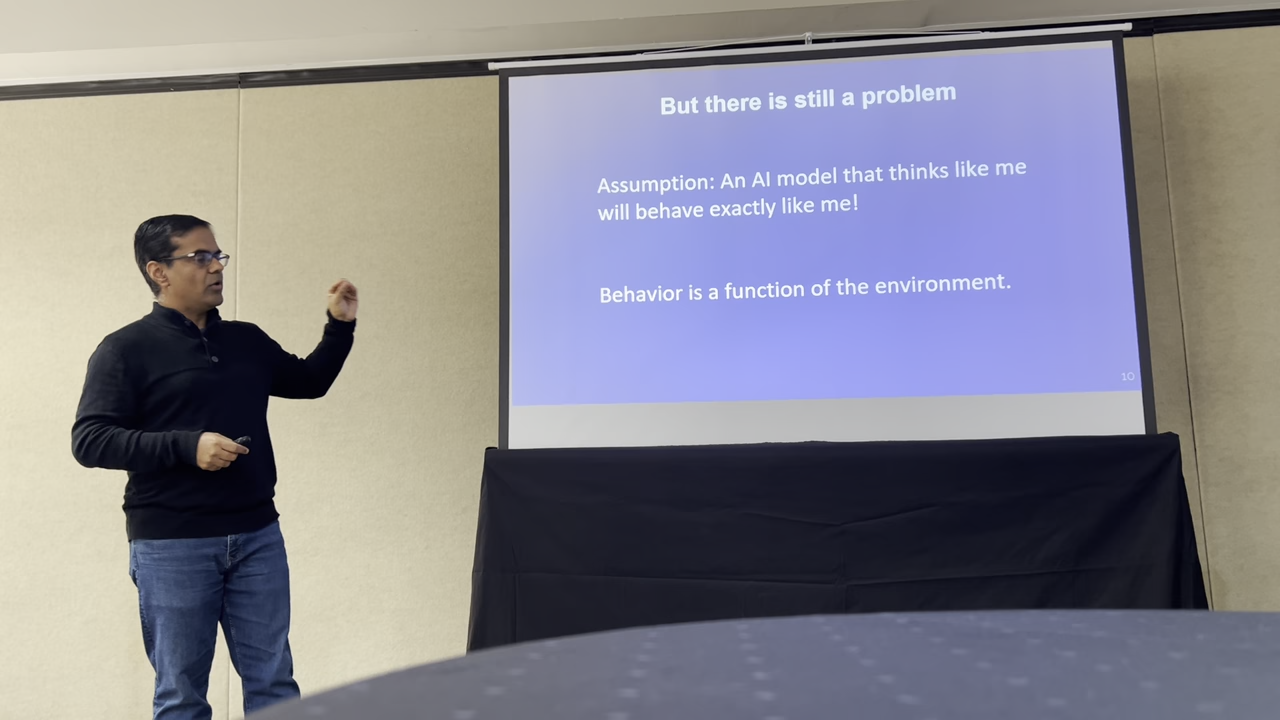 But there is still a problem
Assumption: An AI model that thinks like me
will behave exactly like me!
Behavior is a function of the environment.
10